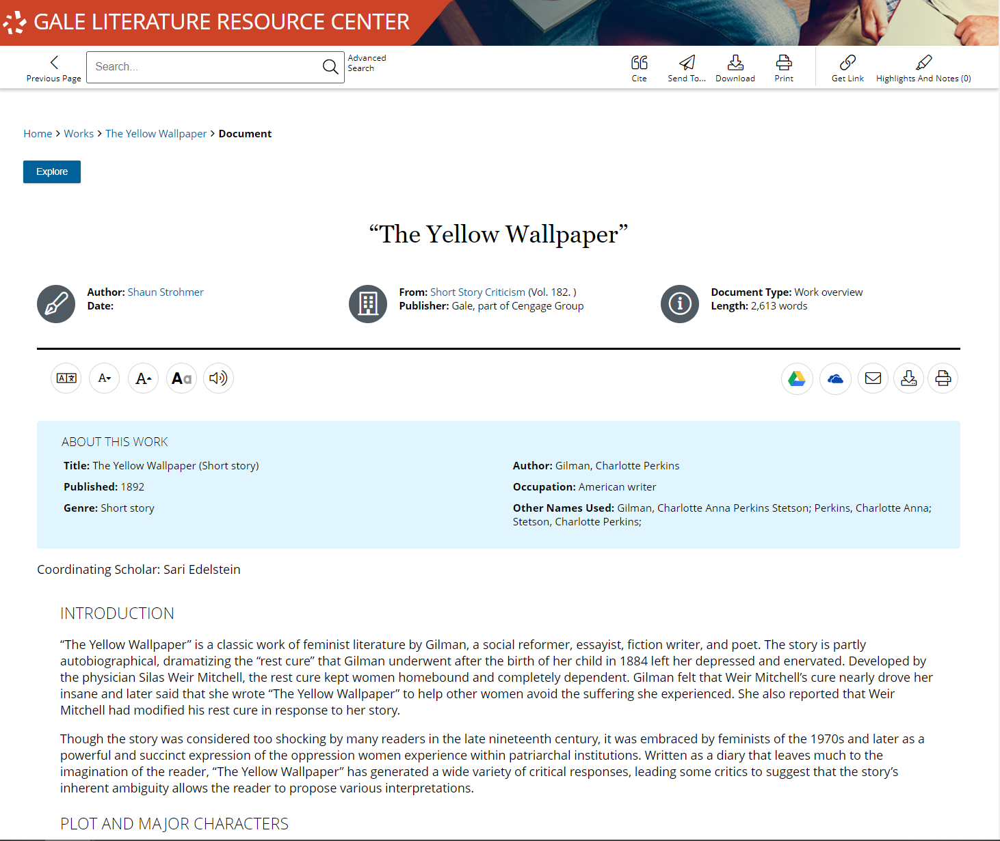 GALE LITERATURE RESOURCE CENTER
Previous Page
Search...
Advanced
Search
Cite
Send To...
Download
Print
Get Link
Highlights And Notes (0)
Home > Works > The Yellow Wallpaper > Document
Explore
“The Yellow Wallpaper”
Author: Shaun Strohmer
Date:
From: Short Story Criticism (Vol. 182. )
Publisher: Gale, part of Cengage Group
Document Type: Work overview
Length: 2,613 words
A 文
A
A
Aa
ABOUT THIS WORK
Title: The Yellow Wallpaper (Short story)
Published: 1892
Genre: Short story
Author: Gilman, Charlotte Perkins
Occupation: American writer
Other Names Used: Gilman, Charlotte Anna Perkins Stetson; Perkins, Charlotte Anna;
Stetson, Charlotte Perkins;
Coordinating Scholar: Sari Edelstein
INTRODUCTION
“The Yellow Wallpaper” is a classic work of feminist literature by Gilman, a social reformer, essayist, fiction writer, and poet. The story is partly
autobiographical, dramatizing the “rest cure” that Gilman underwent after the birth of her child in 1884 left her depressed and enervated. Developed by
the physician Silas Weir Mitchell, the rest cure kept women homebound and completely dependent. Gilman felt that Weir Mitchell’s cure nearly drove her
insane and later said that she wrote “The Yellow Wallpaper” to help other women avoid the suffering she experienced. She also reported that Weir
Mitchell had modified his rest cure in response to her story.
Though the story was considered too shocking by many readers in the late nineteenth century, it was embraced by feminists of the 1970s and later as a
powerful and succinct expression of the oppression women experience within patriarchal institutions. Written as a diary that leaves much to the
imagination of the reader, “The Yellow Wallpaper” has generated a wide variety of critical responses, leading some critics to suggest that the story’s
inherent ambiguity allows the reader to propose various interpretations.
PLOT AND MAJOR CHARACTERS